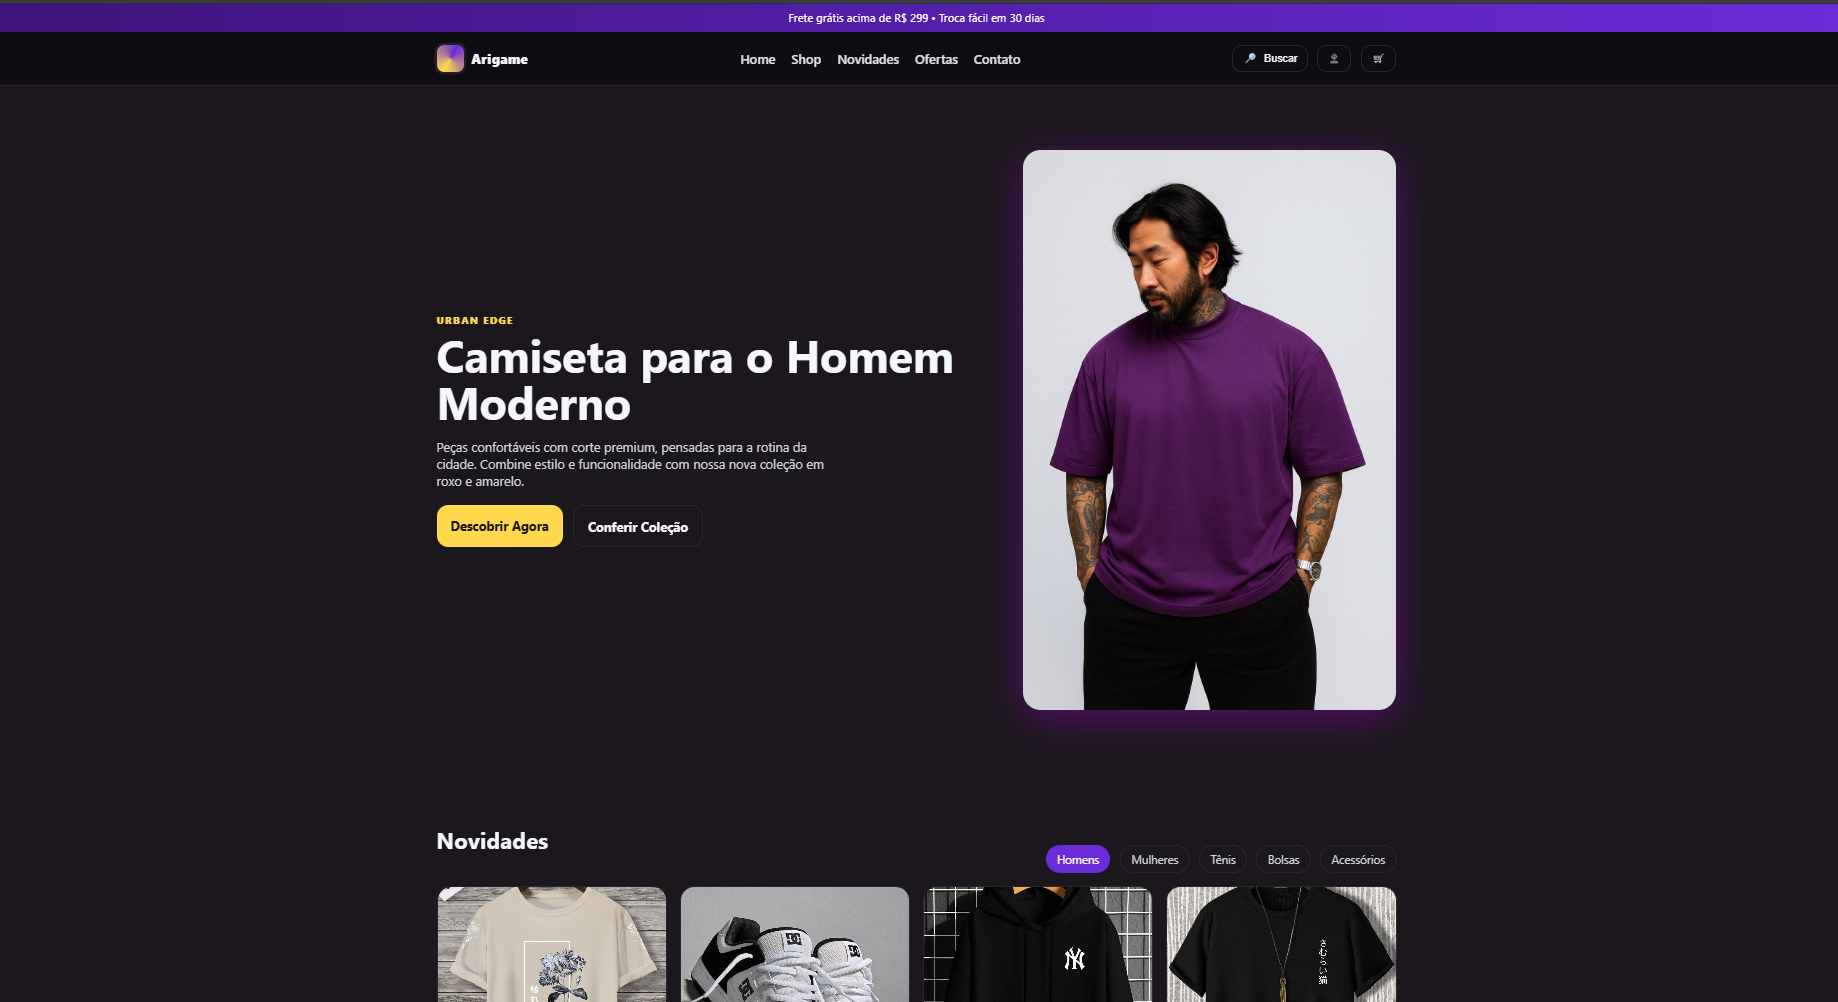 Frete grátis acima de R$ 299 • Troca fácil em 30 dias
Arigame
Home Shop Novidades Ofertas Contato
Buscar
URBAN EDGE
Camiseta para o Homem
Moderno
Peças confortáveis com corte premium, pensadas para a rotina da
cidade. Combine estilo e funcionalidade com nossa nova coleção em
roxo e amarelo.
Descobrir Agora
Conferir Coleção
Novidades
Homens Mulheres Tênis Bolsas Acessórios
DC
NY